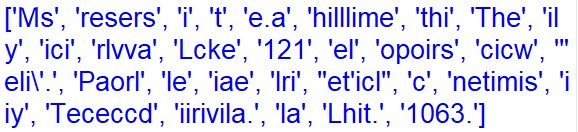 ['Ms', 'resers', 'i', 't', 'e.a', 'hilllime', 'thi', 'The', 'il
y', 'ici', 'rlvva', 'Lcke', '121', 'el', 'opoirs', 'cicw', '"
eli\'.', 'Paorl', 'le', 'iae', 'lri', "et'icl", 'c', 'netimis', 'i
iy', 'Tececcd', 'iirivila.', 'la', 'Lhit.', '1063.']